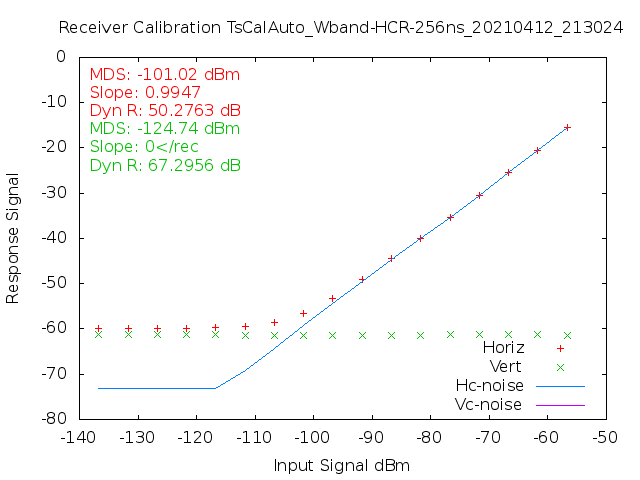 Receiver Calibration TsCalAuto_Wband-HCR-256ns_20210412_213024
0
-10
-20
-30
-40
-50
-60
-70
-80
Response Signal
MDS: -101.02 dBm
Slope: 0.9947
Dyn R: 50.2763 dB
MDS: -124.74 dBm
Slope: 0</rec
Dyn R: 67.2956 dB
Horiz
Vert
Hc-noise
Vc-noise
-140 -130 -120 -110 -100 -90 -80 -70 -60 -50
Input Signal dBm